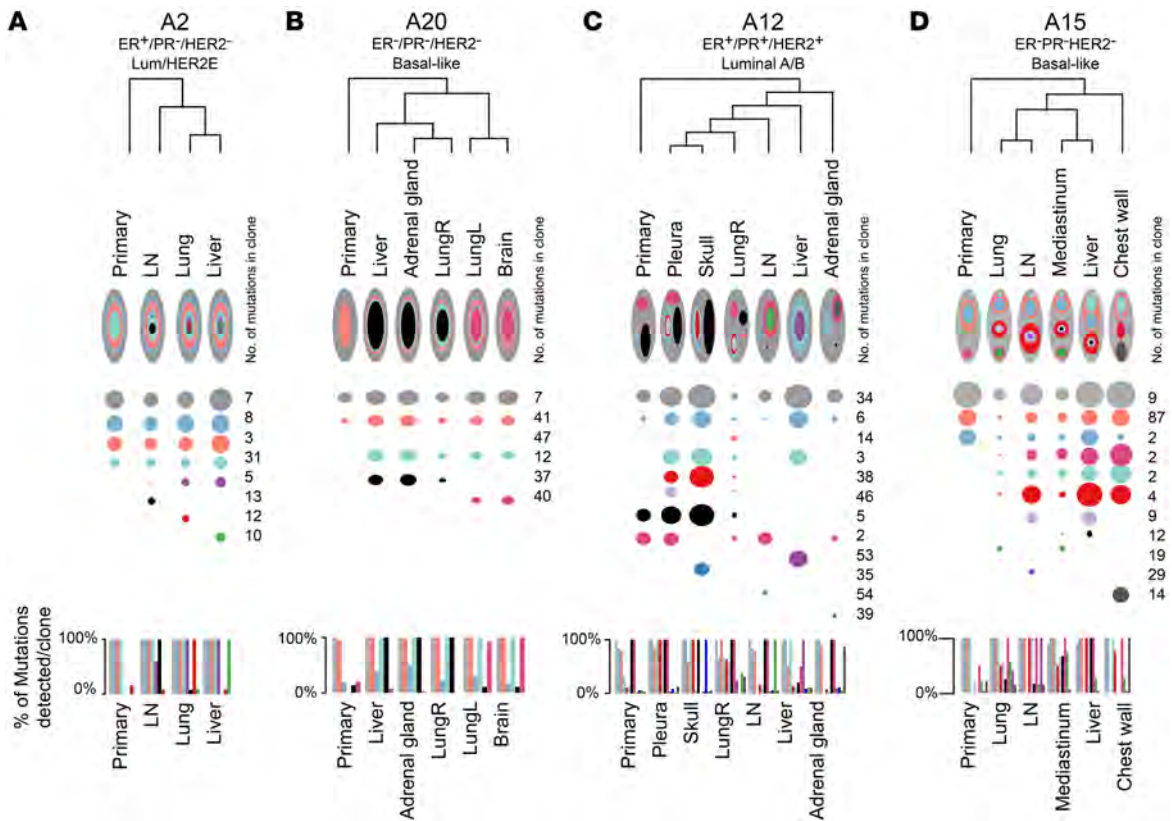 A
A2
ER+/PR-/HER2-
Lum/HER2E
Primary
LN
Lung
Liver
No. of mutations in clone
7
8
3
31
5
13
12
10
B
A20
ER-/PR-/HER2-
Basal-like
Primary
Liver
Adrenal gland
LungR
LungL
Brain
No. of mutations in clone
7
41
47
12
37
40
C
A12
ER+/PR+/HER2+
Luminal A/B
Primary
Pleura
Skull
LungR
LN
Liver
Adrenal gland
No. of mutations in clone
34
6
14
3
38
46
5
2
53
35
54
39
D
A15
ER-PR-HER2-
Basal-like
Primary
Lung
LN
Mediastinum
Liver
Chest wall
No. of mutations in clone
9
87
2
2
2
4
9
12
19
29
14
% of Mutations
detected/clone
100%
0%
Primary
LN
Lung
Liver
100%
0%
Primary
Liver
Adrenal gland
LungR
LungL
Brain
100%
0%
Primary
Pleura
Skull
LungR
LN
Liver
Adrenal gland
100%
0%
Primary
Lung
LN
Mediastinum
Liver
Chest wall